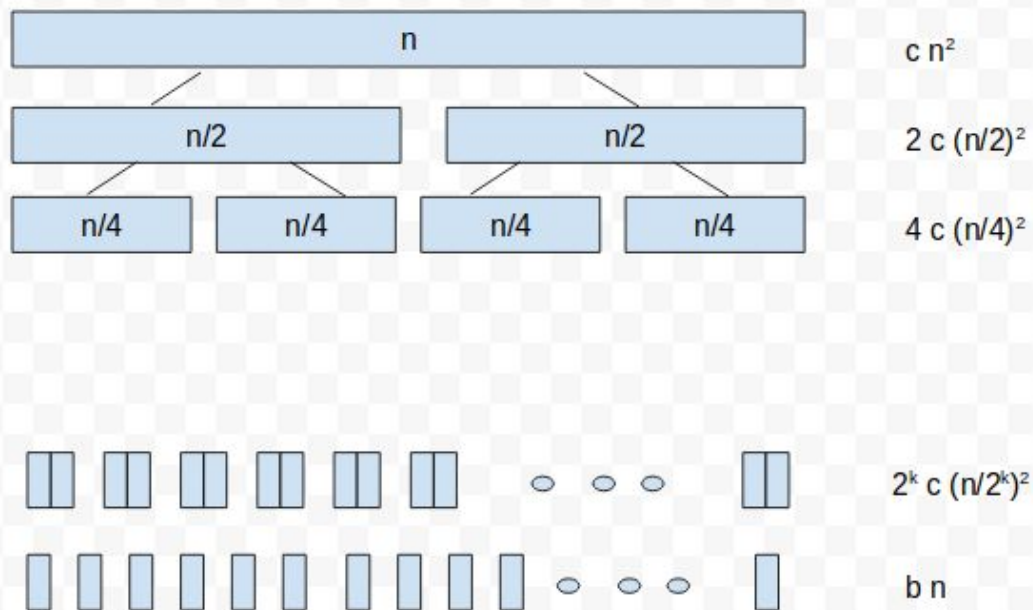 n c n²
n/2 n/2 2 c (n/2)²
n/4 n/4 n/4 n/4 4 c (n/4)²
2ᵏ c (n/2ᵏ)²
b n